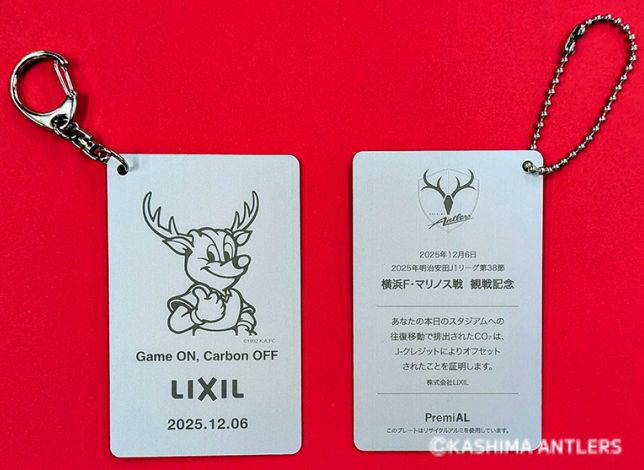 ©1992 K.A.FC
Game ON, Carbon OFF
LIXIL
2025.12.06
Antlers
2025年12月6日
2025年明治安田J1リーグ第38節
横浜F・マリノス戦 観戦記念
あなたの本日のスタジアムへの
往復移動で排出されたCO₂は、
J-クレジットによりオフセット
されたことを証明します。
株式会社LIXIL
PremiAL
このプレートはリサイクルアルミを使用しています。
©KASHIMA ANTLERS